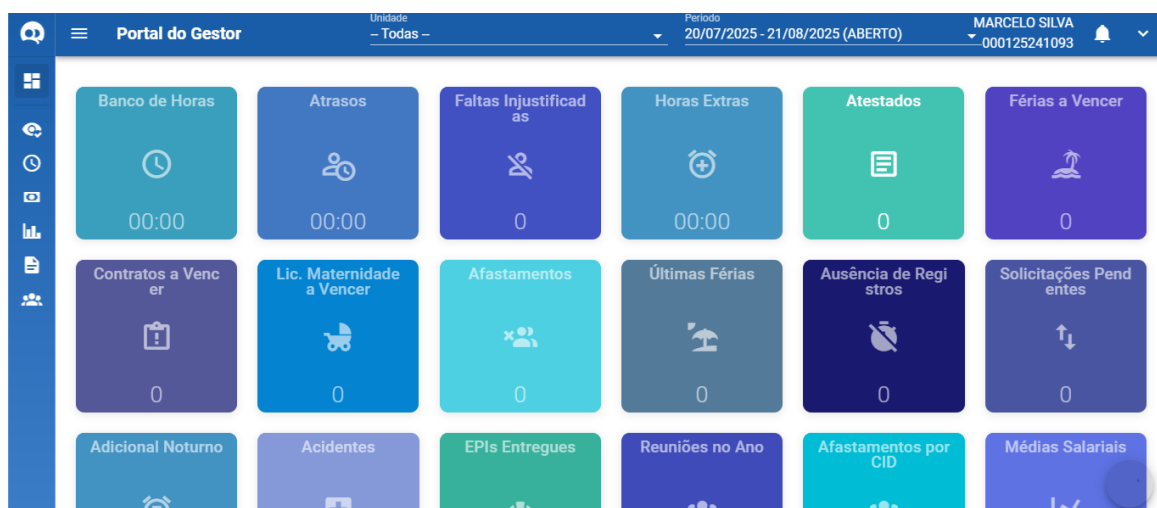 Portal do Gestor
Unidade
-- Todas --
Período
20/07/2025 - 21/08/2025 (ABERTO)
MARCELO SILVA
000125241093
Banco de Horas
00:00
Atrasos
00:00
Faltas Injustificad
as
0
Horas Extras
00:00
Atestados
0
Férias a Vencer
0
Contratos a Venc
er
0
Lic. Maternidade
a Vencer
0
Afastamentos
0
Últimas Férias
0
Ausência de Regi
stros
0
Solicitações Pend
entes
0
Adicional Noturno
Acidentes
EPIs Entregues
Reuniões no Ano
Afastamentos por
CID
Médias Salariais